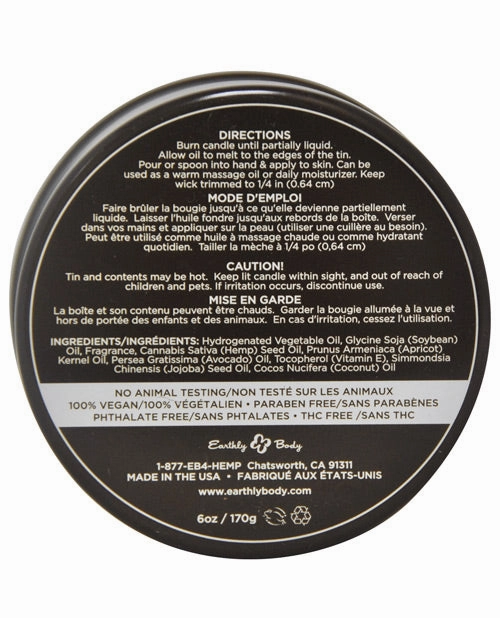 DIRECTIONS
Burn candle until partially liquid.
Allow oil to melt to the edges of the tin.
Pour or spoon into hand & apply to skin. Can be
used as a warm massage oil or daily moisturizer. Keep
wick trimmed to 1/4 in (0.64 cm)
MODE D'EMPLOI
Faire brûler la bougie jusqu'à ce qu'elle devienne partiellement
liquide. Laisser l'huile fondre jusqu'aux rebords de la boîte. Verser
dans vos mains et appliquer sur la peau (utiliser une cuillère au besoin).
Peut être utilisé comme huile à massage chaude ou comme hydratant
quotidien. Tailler la mèche à 1/4 po (0,64 cm)
CAUTION!
Tin and contents may be hot. Keep lit candle within sight, and out of reach of
children and pets. If irritation occurs, discontinue use.
MISE EN GARDE
La boîte et son contenu peuvent être chauds. Garder la bougie allumée à la vue et
hors de portée des enfants et des animaux. En cas d'irritation, cessez l'utilisation.
INGREDIENTS/INGRÉDIENTS: Hydrogenated Vegetable Oil, Glycine Soja (Soybean)
Oil, Fragrance, Cannabis Sativa (Hemp) Seed Oil, Prunus Armeniaca (Apricot)
Kernel Oil, Persea Gratissima (Avocado) Oil, Tocopherol (Vitamin E), Simmondsia
Chinensis (Jojoba) Seed Oil, Cocos Nucifera (Coconut) Oil
NO ANIMAL TESTING/NON TESTÉ SUR LES ANIMAUX
100% VEGAN/100% VÉGÉTALIEN • PARABEN FREE/SANS PARABÈNES
PHTHALATE FREE/SANS PHTALATES • THC FREE /SANS THC
Earthly Body
1-877-EB4-HEMP Chatsworth, CA 91311
MADE IN THE USA • FABRIQUÉ AUX ÉTATS-UNIS
www.earthlybody.com
6oz / 170g